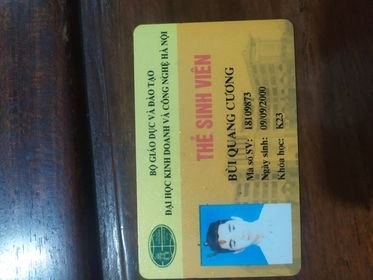 BỘ GIÁO DỤC VÀ ĐÀO TẠO
ĐẠI HỌC KINH DOANH VÀ CÔNG NGHỆ HÀ NỘI
THẺ SINH VIÊN
BÙI QUANG CƯƠNG
Mã số SV: 18109873
Ngày sinh: 09/09/2000
Khóa học: K23